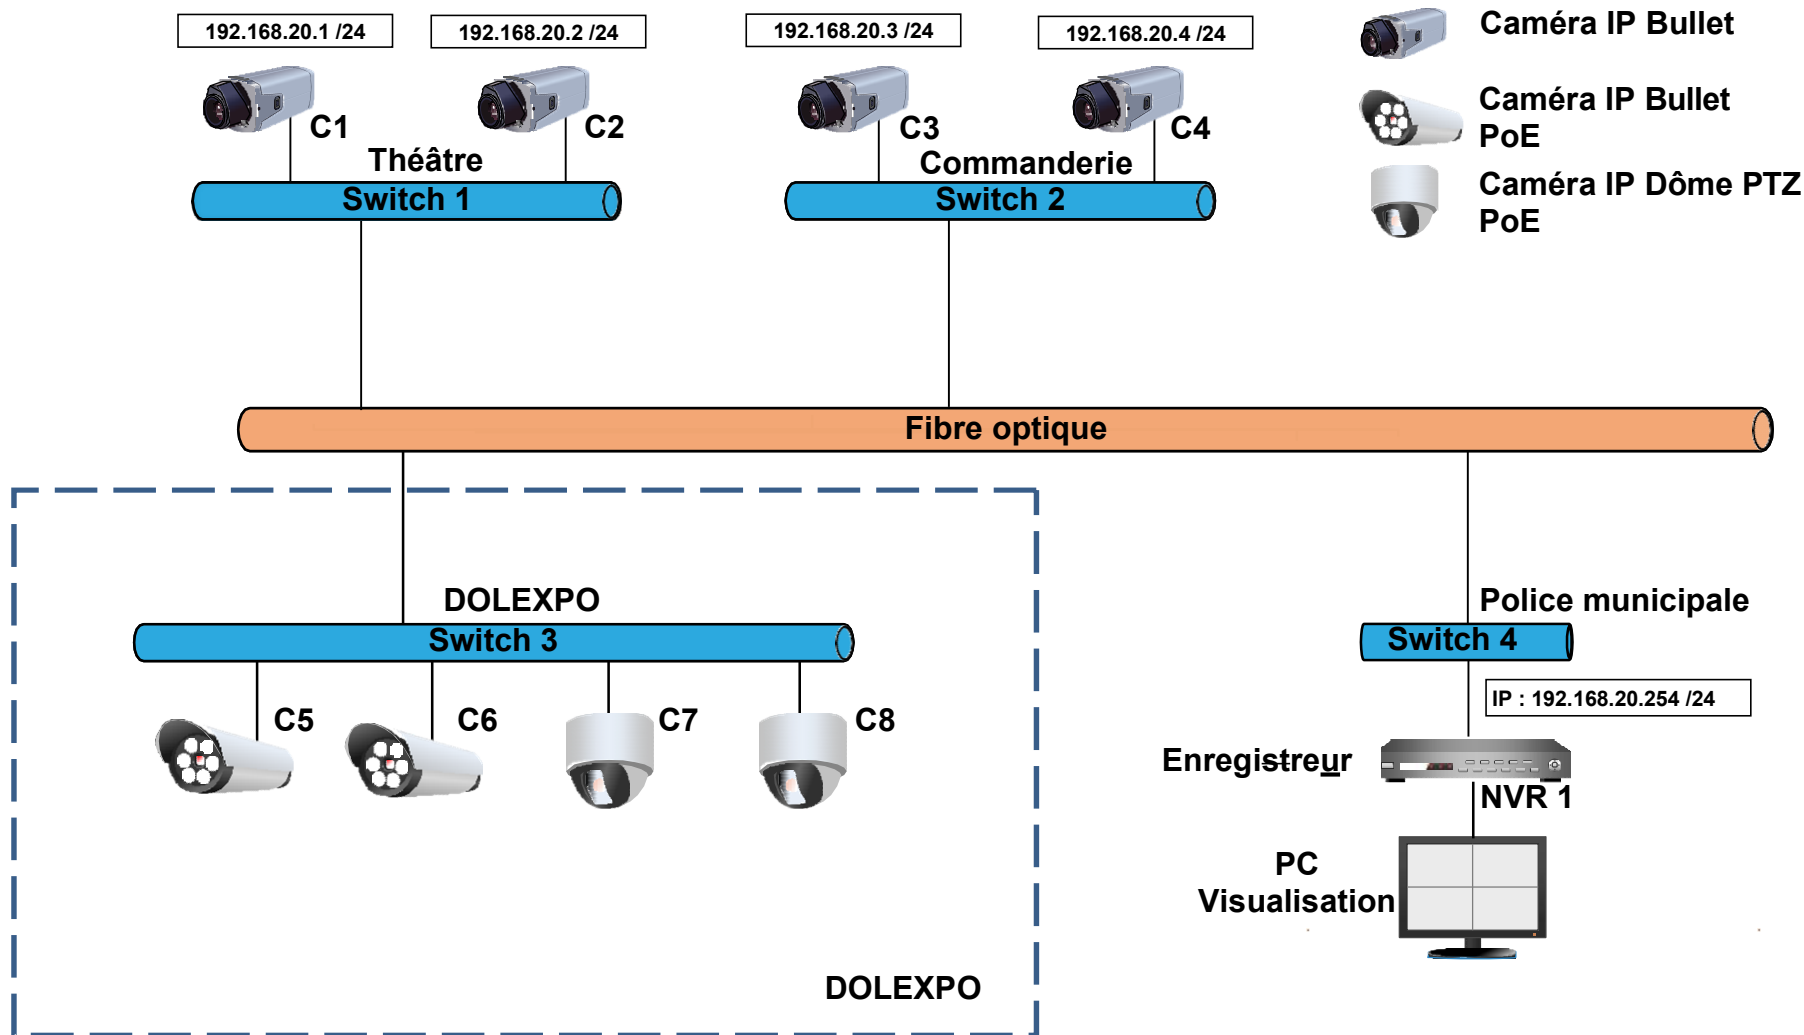 192.168.20.1 /24
192.168.20.2 /24
192.168.20.3 /24
192.168.20.4 /24
Caméra IP Bullet
Caméra IP Bullet
PoE
Caméra IP Dôme PTZ
PoE
C1
C2
C3
C4
Théâtre
Commanderie
Switch 1
Switch 2
Fibre optique
DOLEXPO
Switch 3
Police municipale
Switch 4
C5
C6
C7
C8
IP : 192.168.20.254 /24
Enregistreur
NVR 1
PC
Visualisation
DOLEXPO